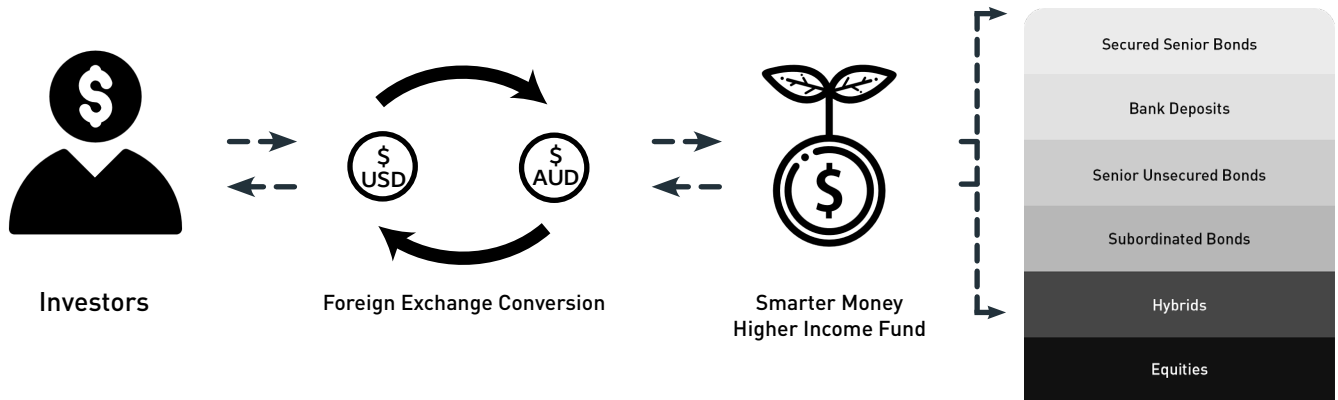 $
$
USD
$
AUD
$
Investors
Foreign Exchange Conversion
Smarter Money
Higher Income Fund
Secured Senior Bonds
Bank Deposits
Senior Unsecured Bonds
Subordinated Bonds
Hybrids
Equities